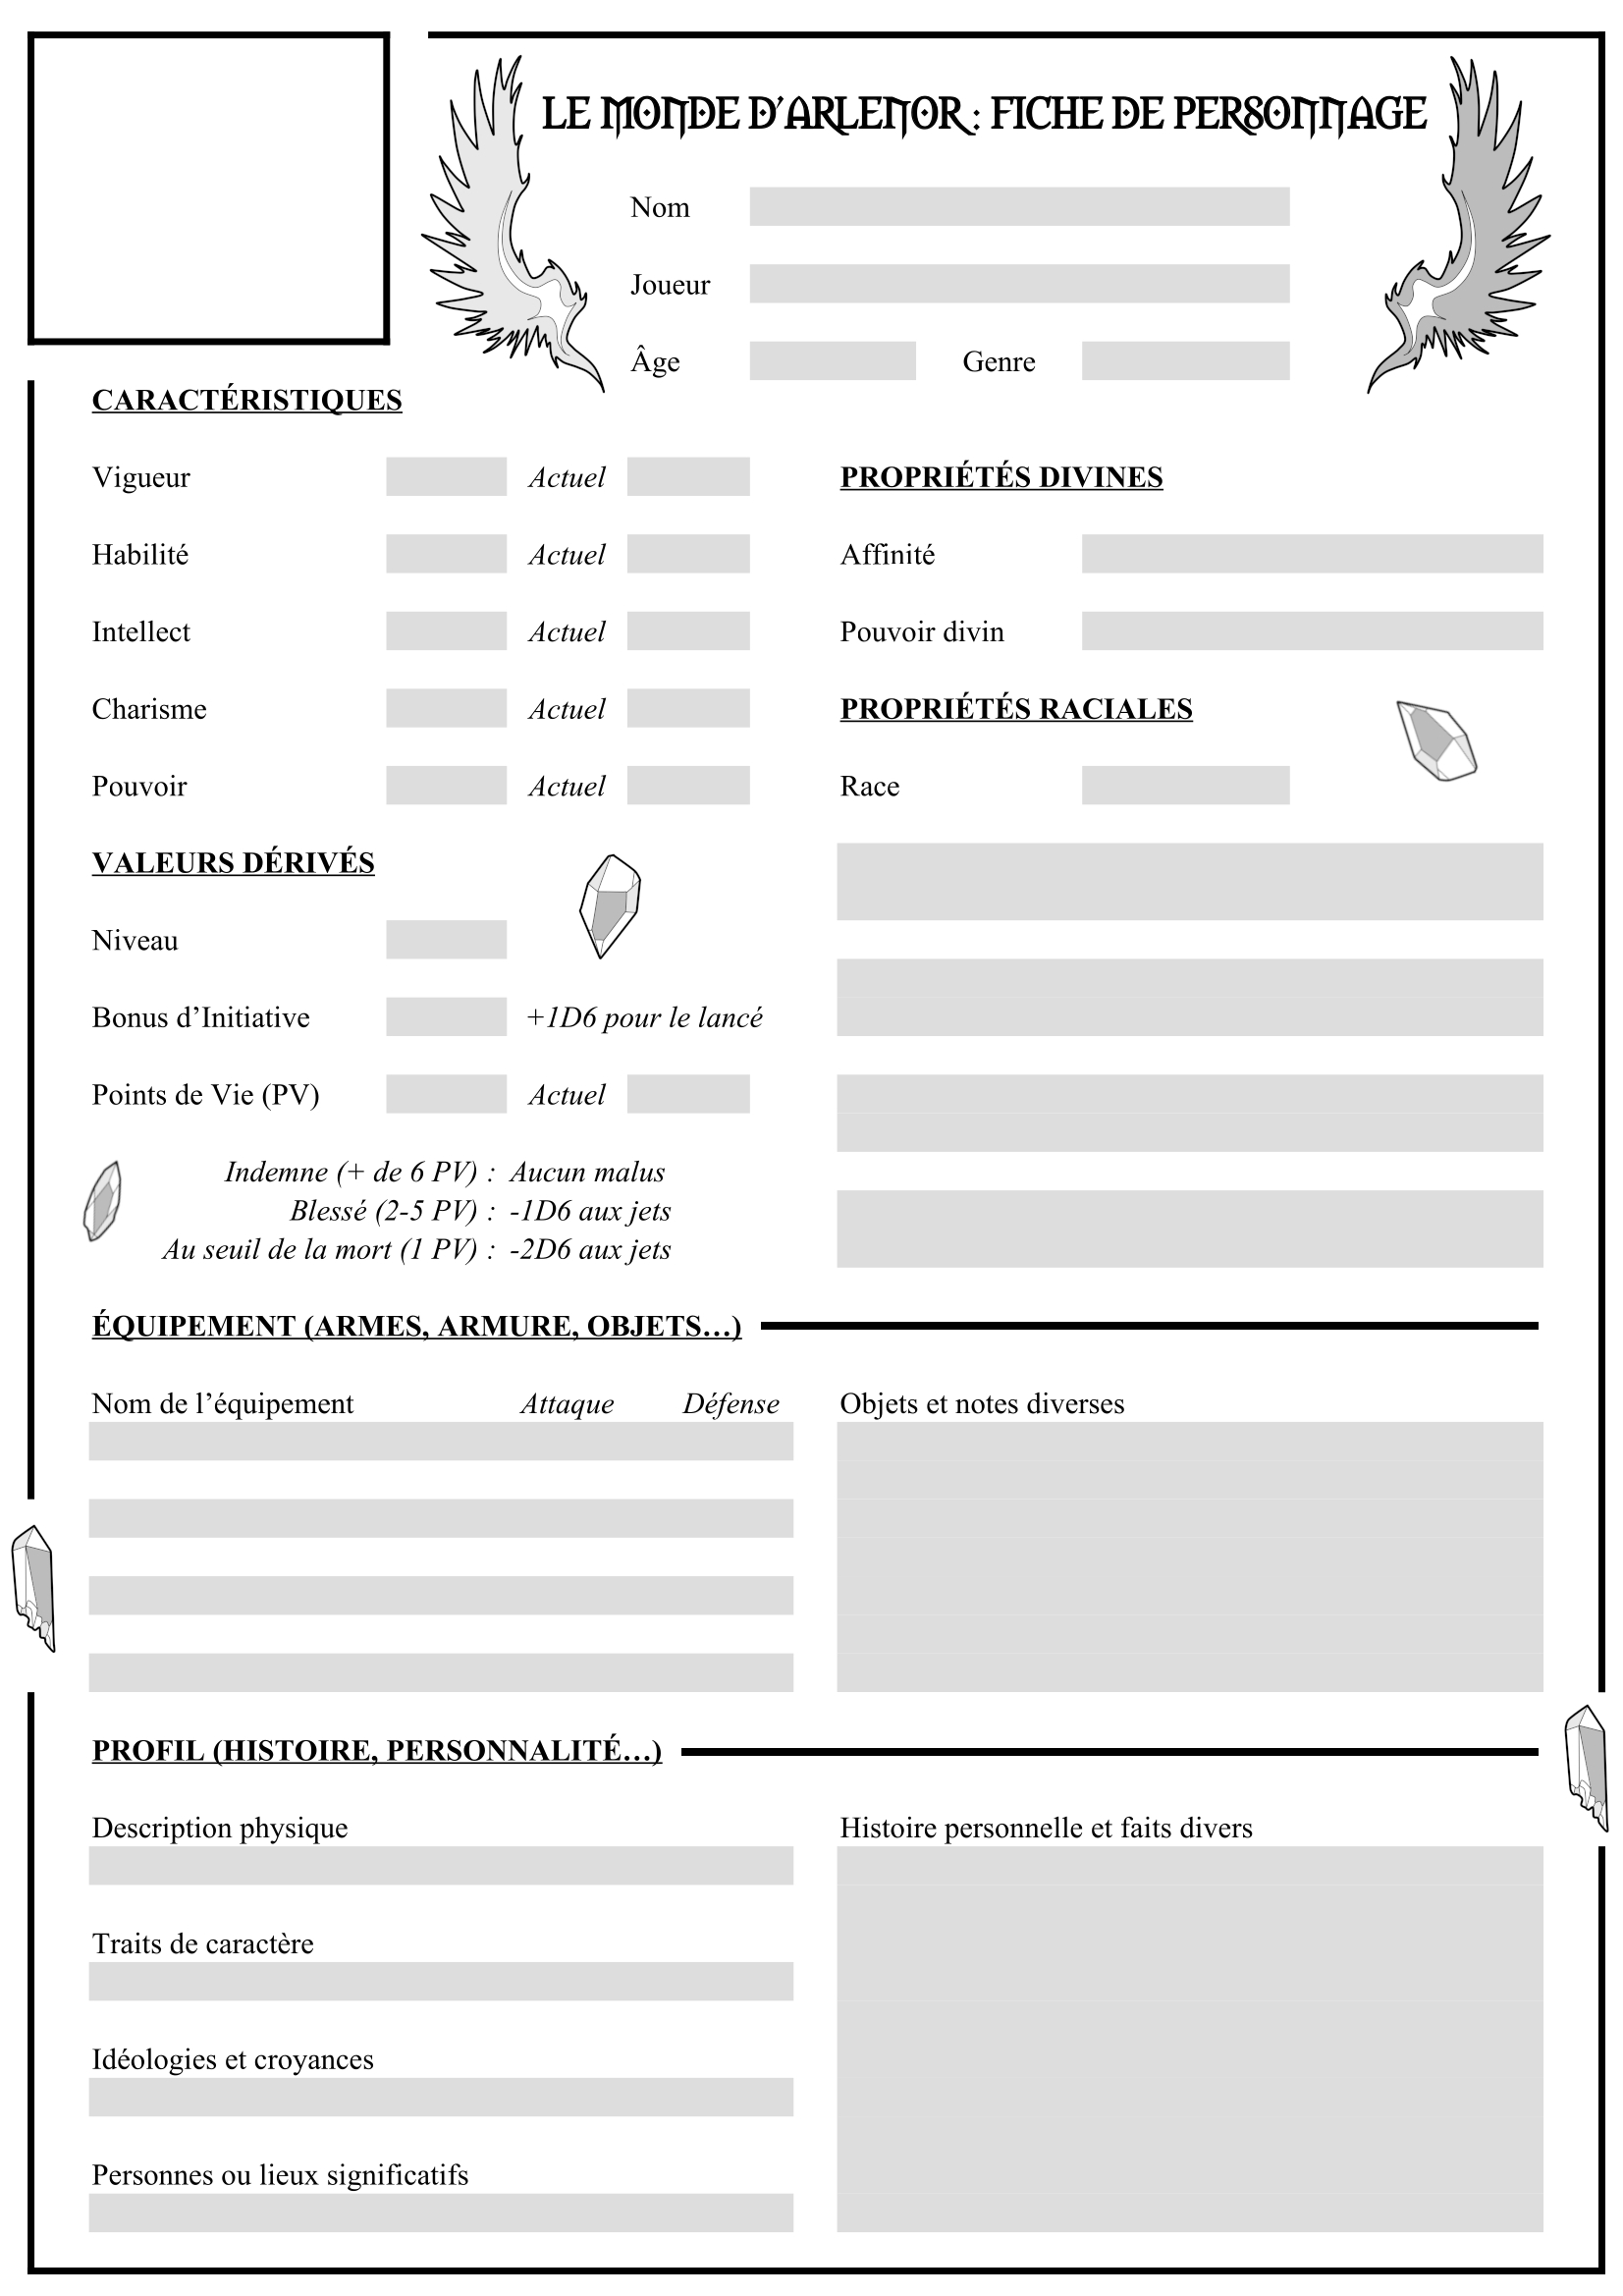 LE MONDE D'ARLENOR : FICHE DE PERSONNAGE
Nom
Joueur
Âge Genre
CARACTÉRISTIQUES
Vigueur Actuel
Habilité Actuel
Intellect Actuel
Charisme Actuel
Pouvoir Actuel
VALEURS DÉRIVÉS
Niveau
Bonus d’Initiative +1D6 pour le lancé
Points de Vie (PV) Actuel
Indemne (+ de 6 PV) : Aucun malus
Blessé (2-5 PV) : -1D6 aux jets
Au seuil de la mort (1 PV) : -2D6 aux jets
PROPRIÉTÉS DIVINES
Affinité
Pouvoir divin
PROPRIÉTÉS RACIALES
Race
ÉQUIPEMENT (ARMES, ARMURE, OBJETS…)
Nom de l’équipement Attaque Défense
Objets et notes diverses
PROFIL (HISTOIRE, PERSONNALITÉ…)
Description physique
Traits de caractère
Idéologies et croyances
Personnes ou lieux significatifs
Histoire personnelle et faits divers